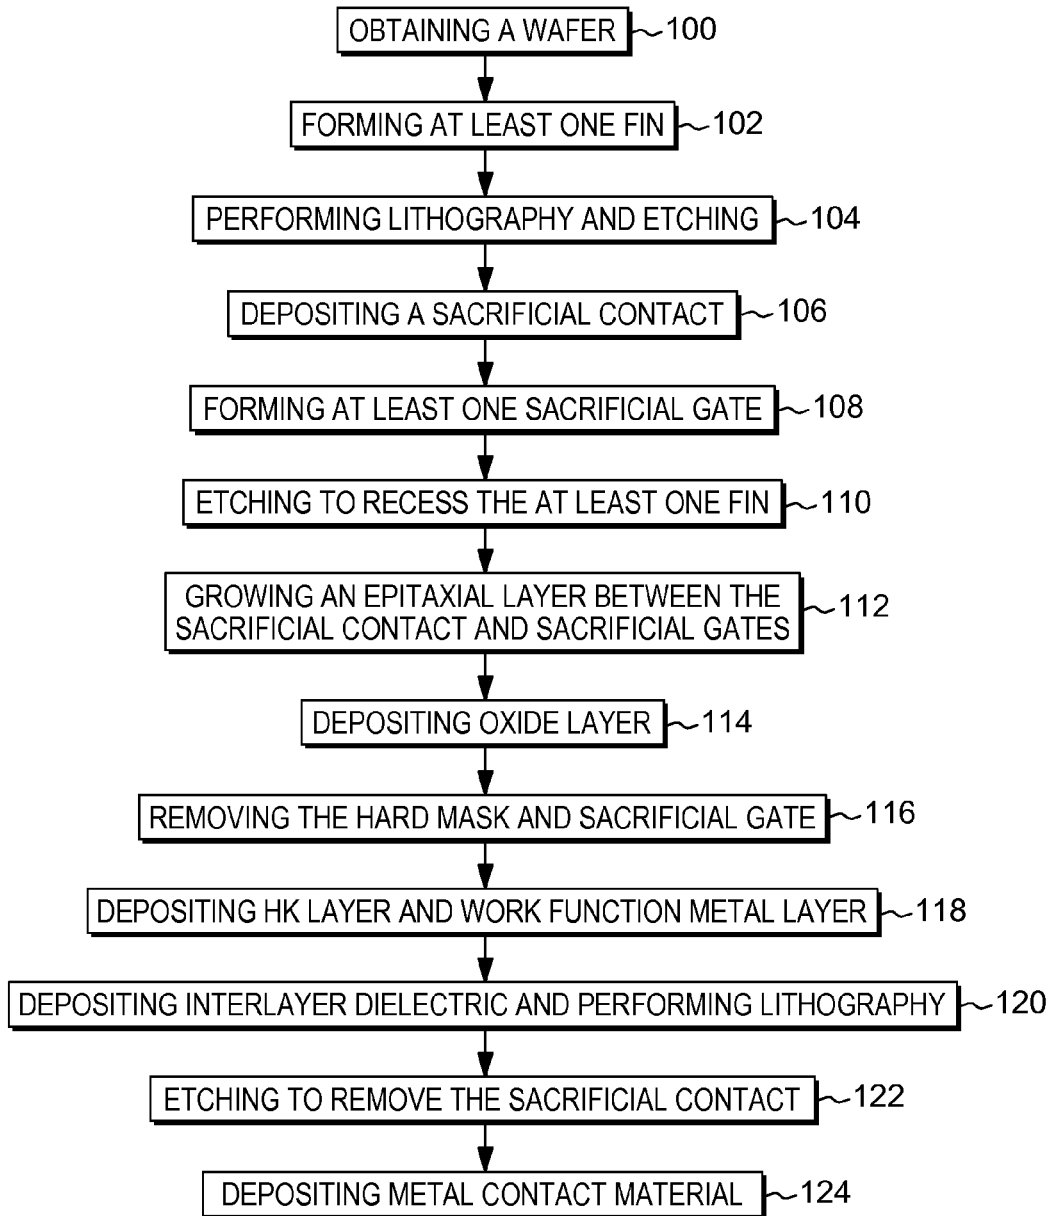 OBTAINING A WAFER 100
FORMING AT LEAST ONE FIN 102
PERFORMING LITHOGRAPHY AND ETCHING 104
DEPOSITING A SACRIFICIAL CONTACT 106
FORMING AT LEAST ONE SACRIFICIAL GATE 108
ETCHING TO RECESS THE AT LEAST ONE FIN 110
GROWING AN EPITAXIAL LAYER BETWEEN THE
SACRIFICIAL CONTACT AND SACRIFICIAL GATES 112
DEPOSITING OXIDE LAYER 114
REMOVING THE HARD MASK AND SACRIFICIAL GATE 116
DEPOSITING HK LAYER AND WORK FUNCTION METAL LAYER 118
DEPOSITING INTERLAYER DIELECTRIC AND PERFORMING LITHOGRAPHY 120
ETCHING TO REMOVE THE SACRIFICIAL CONTACT 122
DEPOSITING METAL CONTACT MATERIAL 124